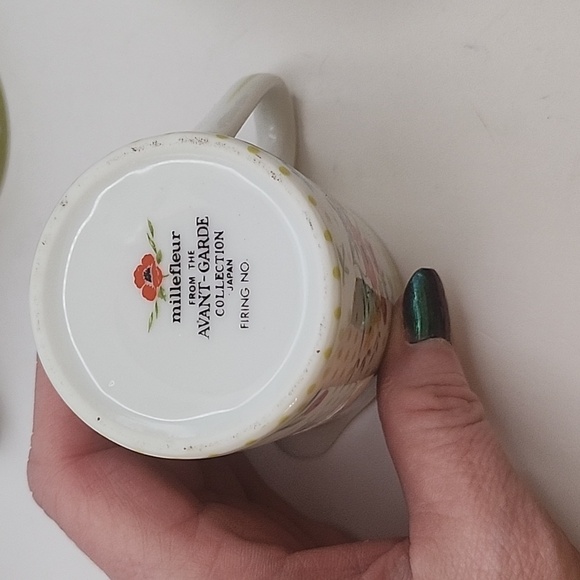 millefleur
FROM THE
AVANT-GARDE
COLLECTION
JAPAN
FIRING NO.